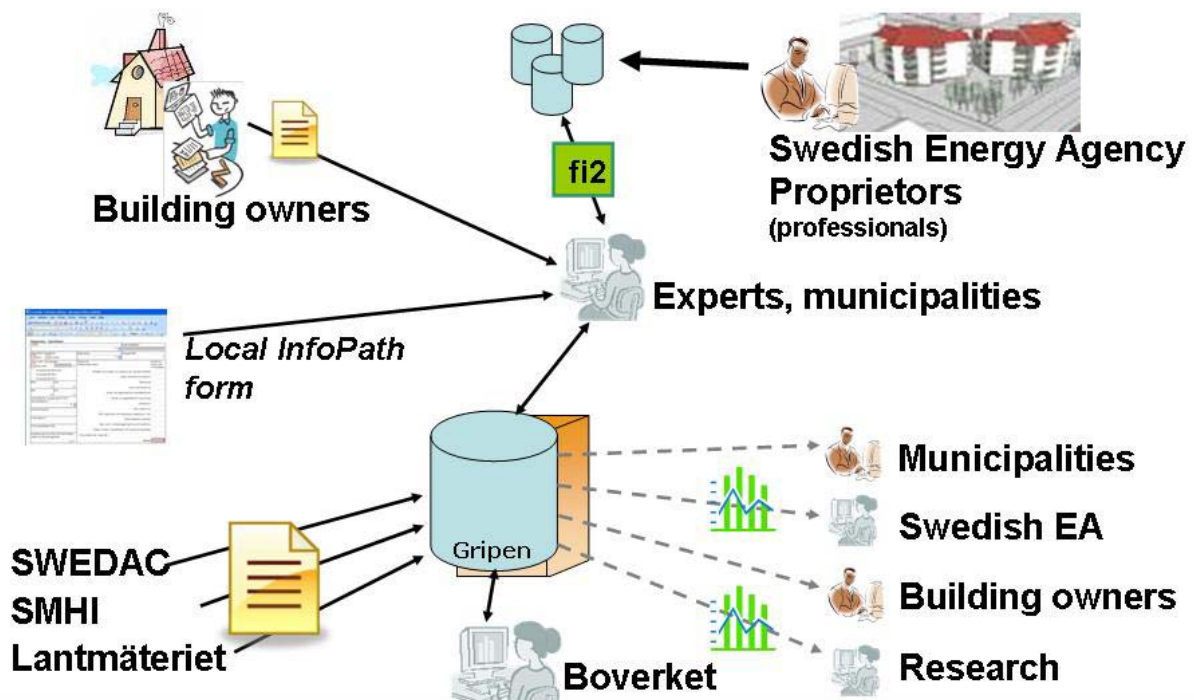 fi2
Swedish Energy Agency
Proprietors
(professionals)
Building owners
Experts, municipalities
Local InfoPath
form
Gripen
Municipalities
Swedish EA
Building owners
Research
SWEDAC
SMHI
Lantmäteriet
Boverket